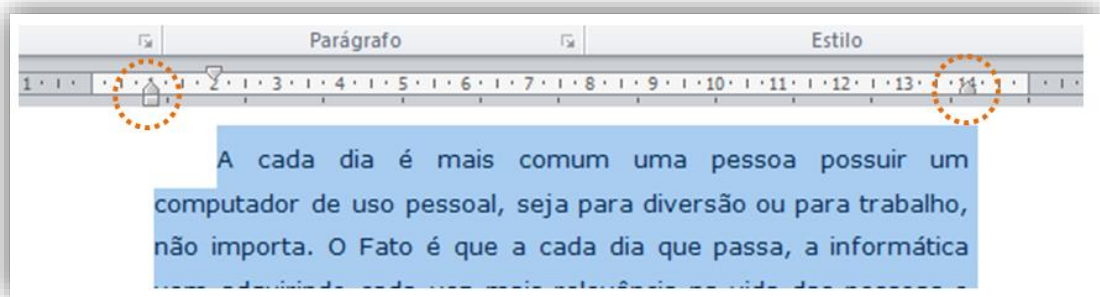 Parágrafo Estilo
1 1 2 3 4 5 6 7 8 9 10 11 12 13 14
A cada dia é mais comum uma pessoa possuir um
computador de uso pessoal, seja para diversão ou para trabalho,
não importa. O Fato é que a cada dia que passa, a informática